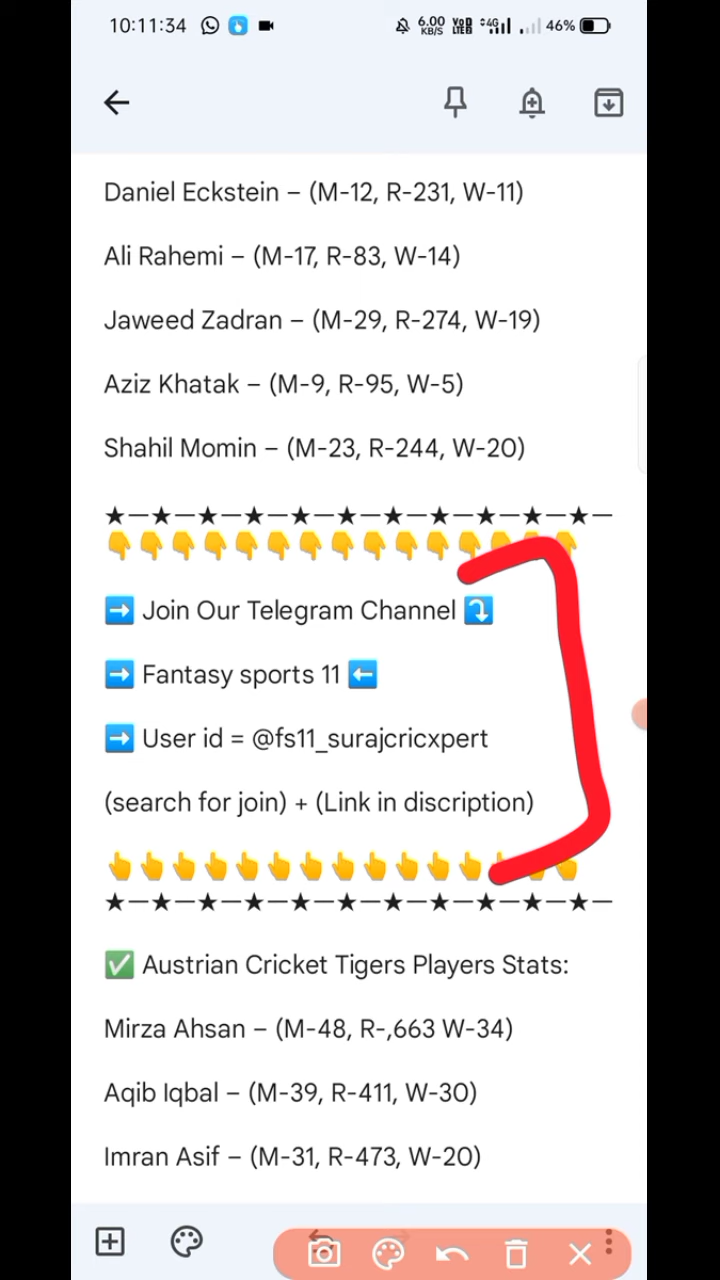 10:11:34 6.00 KB/S VoD LTE 4G 46%
Daniel Eckstein – (M-12, R-231, W-11)
Ali Rahemi – (M-17, R-83, W-14)
Jaweed Zadran – (M-29, R-274, W-19)
Aziz Khatak – (M-9, R-95, W-5)
Shahil Momin – (M-23, R-244, W-20)
★—★—★—★—★—★—★—★—★—★—★—
👇👇👇👇👇👇👇👇👇👇👇👇👇👇👇
➡️ Join Our Telegram Channel ⤵️
➡️ Fantasy sports 11 ⬅️
➡️ User id = @fs11_surajcricxpert
(search for join) + (Link in discription)
👆👆👆👆👆👆👆👆👆👆👆👆👆👆👆
★—★—★—★—★—★—★—★—★—★—★—
✅ Austrian Cricket Tigers Players Stats:
Mirza Ahsan – (M-48, R-,663 W-34)
Aqib Iqbal – (M-39, R-411, W-30)
Imran Asif – (M-31, R-473, W-20)